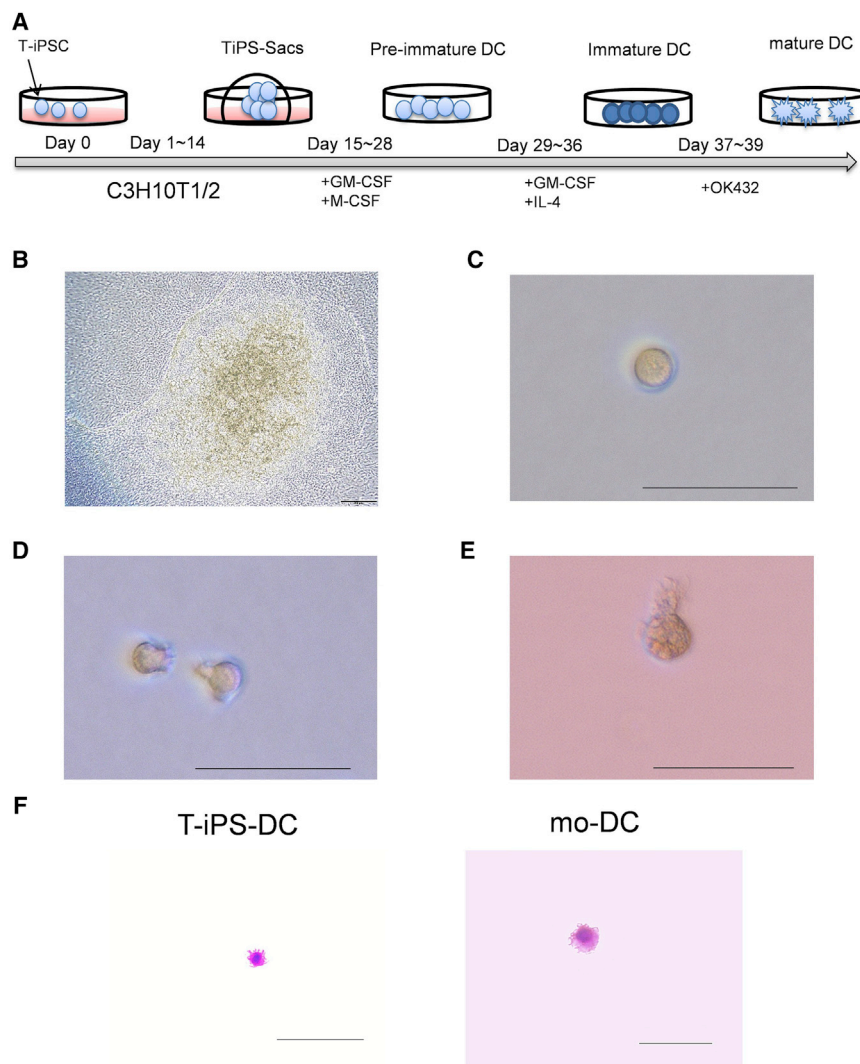 A
T-iPSC
TiPS-Sacs
Pre-immature DC
Immature DC
mature DC
Day 0
Day 1~14
Day 15~28
Day 29~36
Day 37~39
C3H10T1/2
+GM-CSF
+M-CSF
+GM-CSF
+IL-4
+OK432
B
C
D
E
F
T-iPS-DC
mo-DC